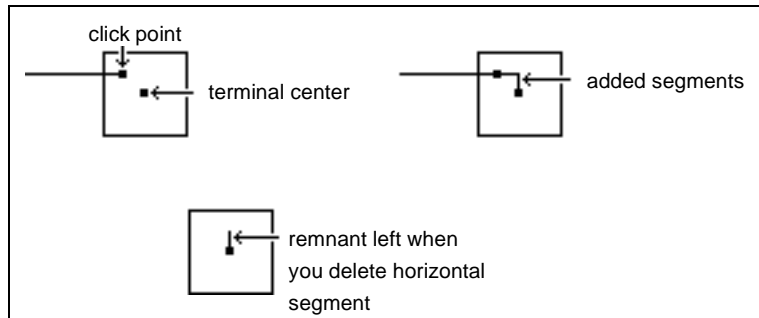 click point
terminal center
added segments
remnant left when
you delete horizontal
segment